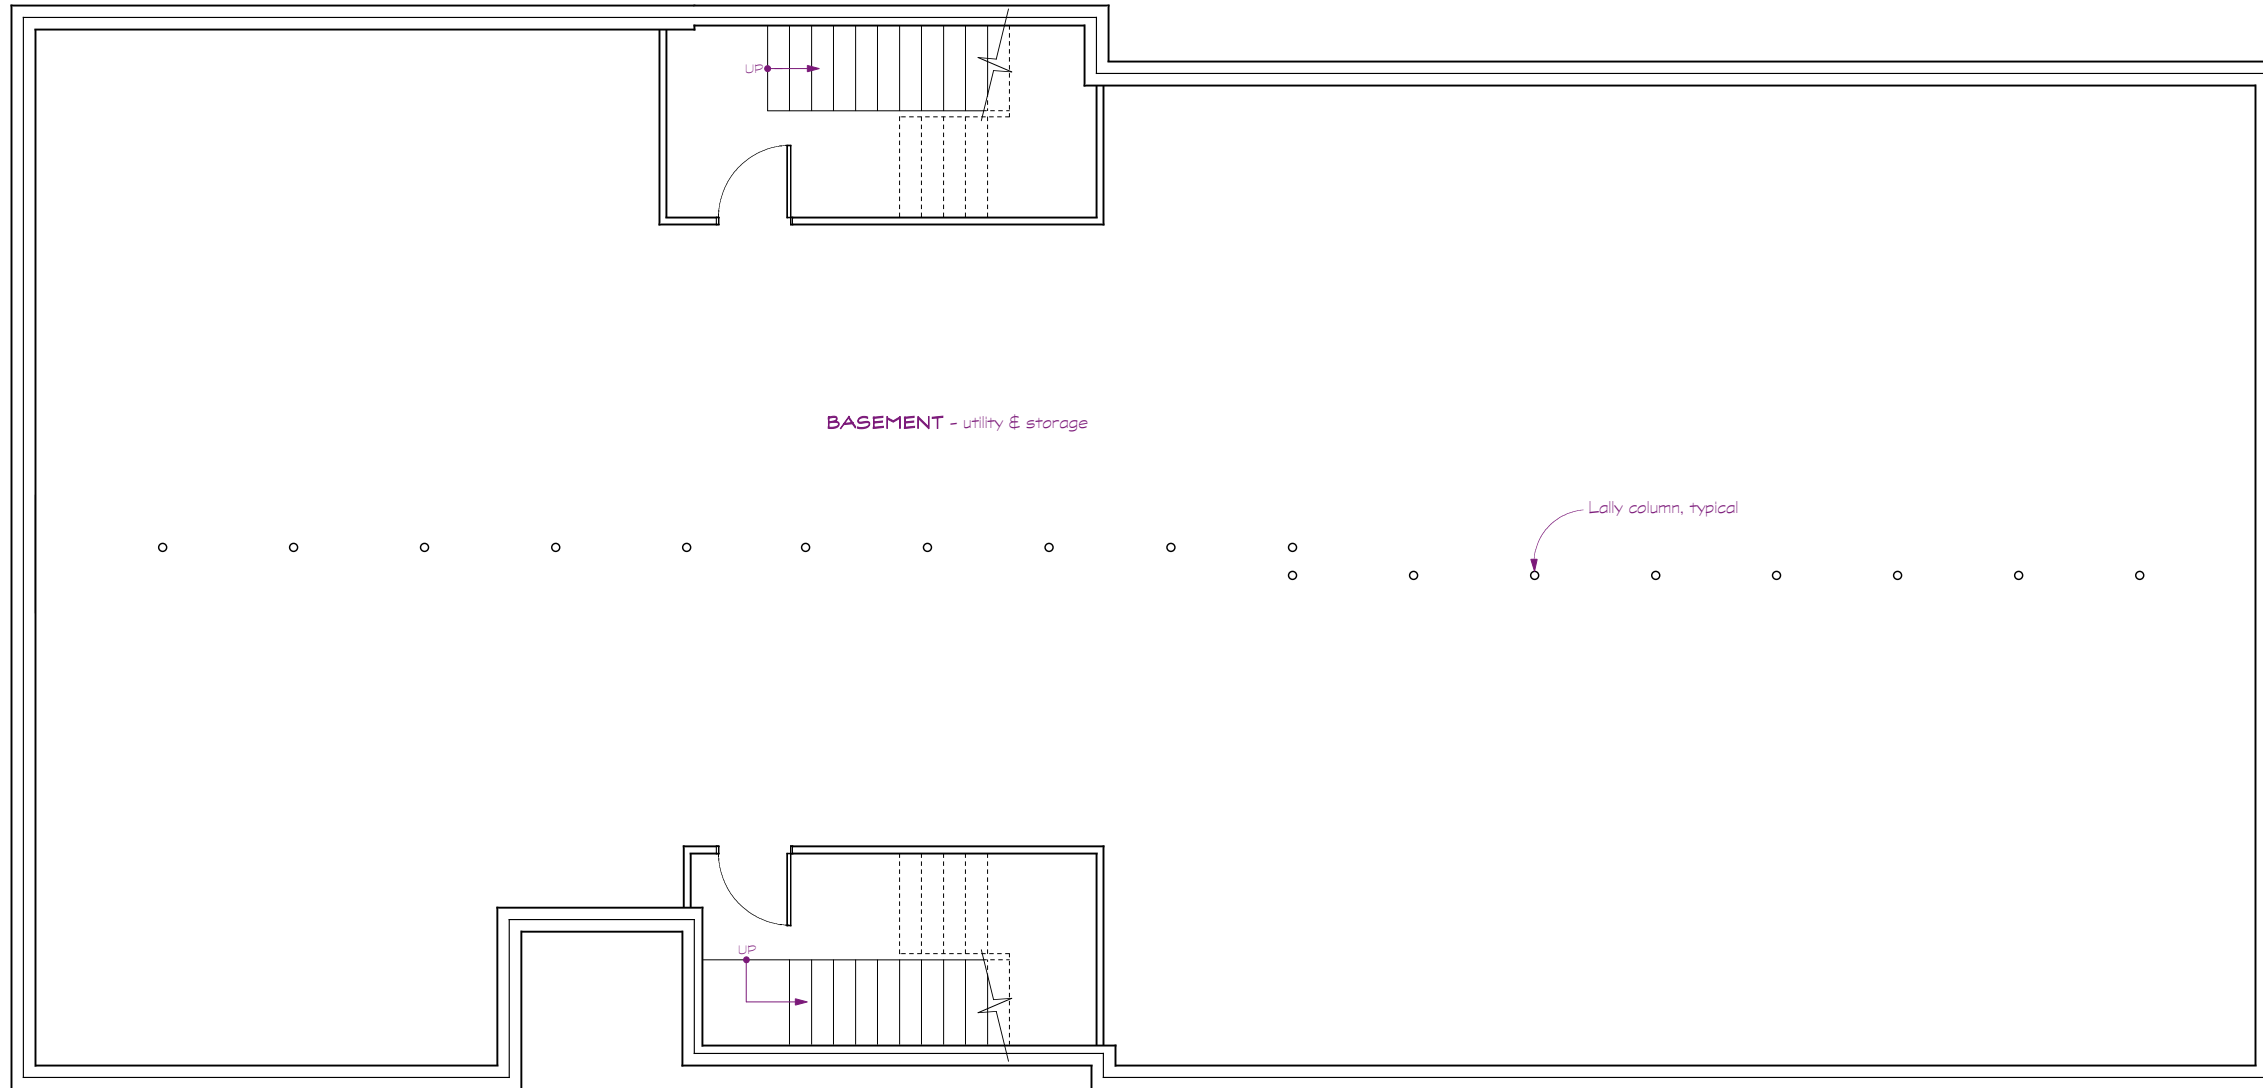 UP
BASEMENT - utility & storage
Lally column, typical
UP